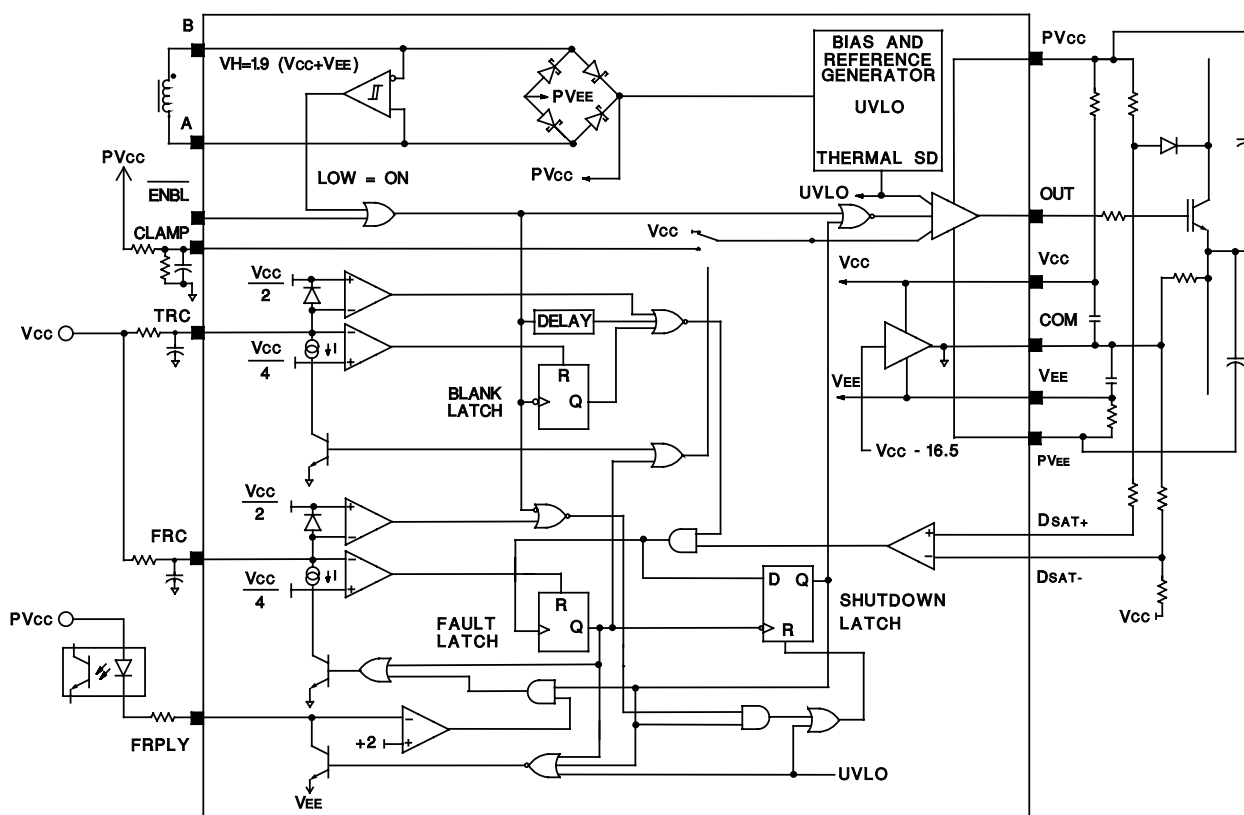 B
VH=1.9 (VCC+VEE)
PVEE
A
PVCC
LOW = ON
PVCC
ENBL
CLAMP
BIAS AND
REFERENCE
GENERATOR
UVLO
THERMAL SD
UVLO
PVCC
OUT
VCC
VCC
VCC
COM
VEE
VEE
VCC - 16.5
PVEE
VCC
2
TRC
VCC
VCC
4
I
DELAY
R
Q
BLANK
LATCH
VCC
2
FRC
VCC
4
I
R
Q
FAULT
LATCH
D Q
R
SHUTDOWN
LATCH
DSAT+
DSAT-
VCC
PVCC
FRPLY
+2
VEE
UVLO
+
−
−
+
+
−
−
+
+
−
−
+